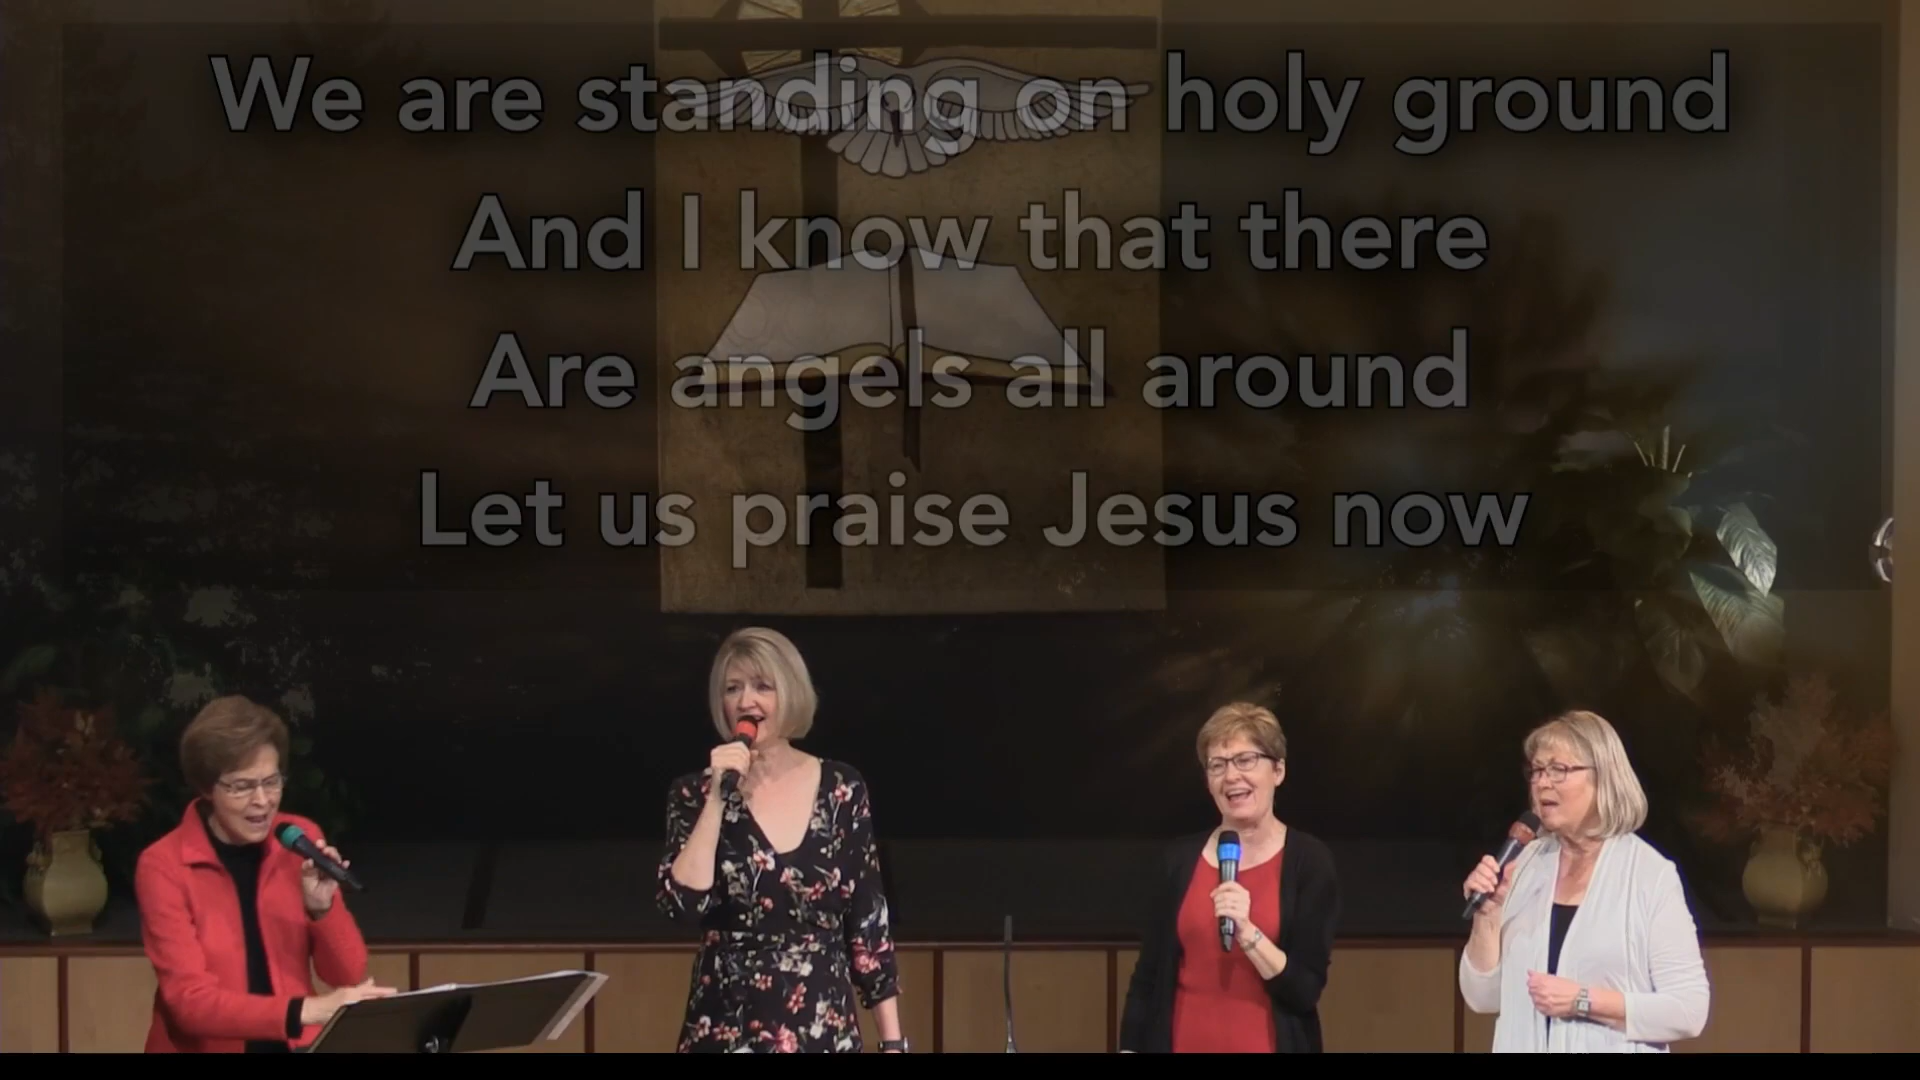 We are standing on holy ground
And I know that there
Are angels all around
Let us praise Jesus now